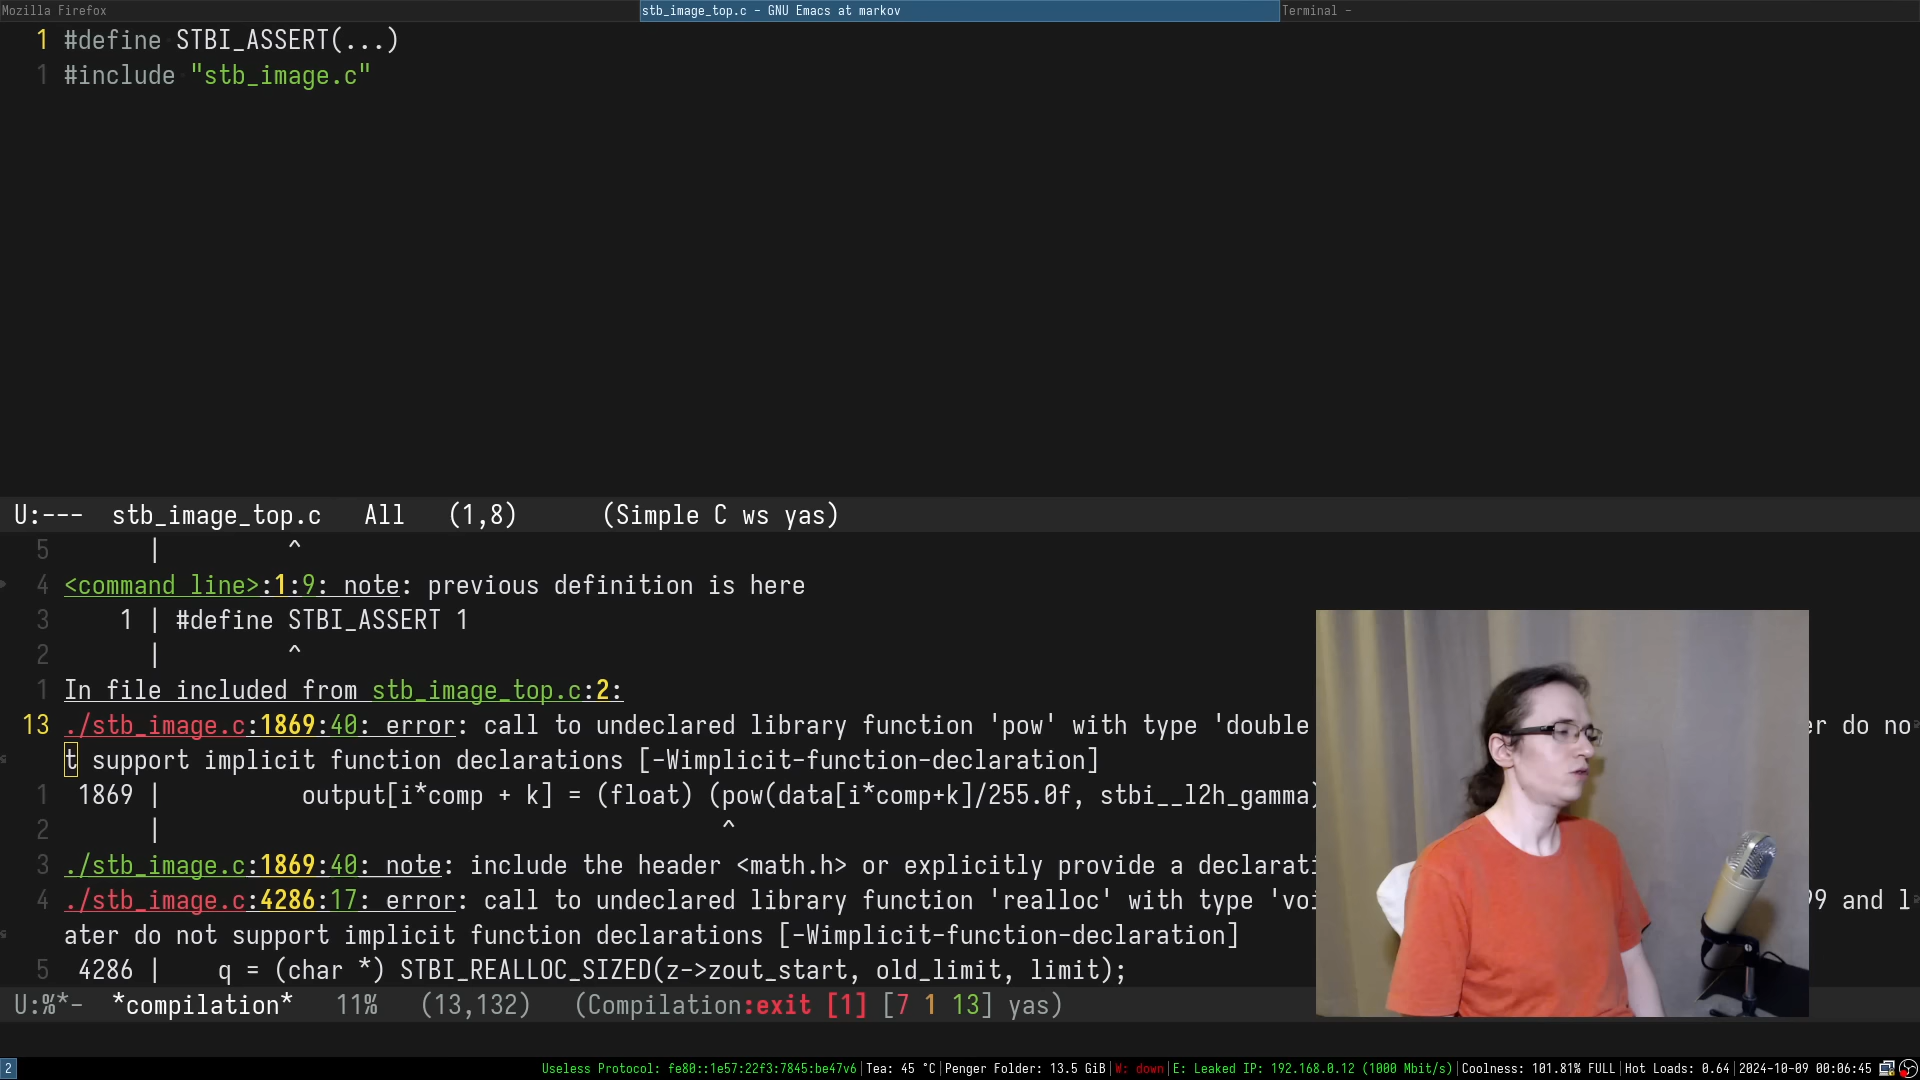 Mozilla Firefox
stb_image_top.c - GNU Emacs at markov
Terminal -
1 #define STBI_ASSERT(...)
1 #include "stb_image.c"
U:--- stb_image_top.c All (1,8) (Simple C ws yas)
5 | ^
4 <command line>:1:9: note: previous definition is here
3 1 | #define STBI_ASSERT 1
2 | ^
1 In file included from stb_image_top.c:2:
13 ./stb_image.c:1869:40: error: call to undeclared library function 'pow' with type 'double er do no
t support implicit function declarations [-Wimplicit-function-declaration]
1 1869 | output[i*comp + k] = (float) (pow(data[i*comp+k]/255.0f, stbi__l2h_gamma)
2 | ^
3 ./stb_image.c:1869:40: note: include the header <math.h> or explicitly provide a declarati
4 ./stb_image.c:4286:17: error: call to undeclared library function 'realloc' with type 'voi 99 and l
ater do not support implicit function declarations [-Wimplicit-function-declaration]
5 4286 | q = (char *) STBI_REALLOC_SIZED(z->zout_start, old_limit, limit);
U:%*- *compilation* 11% (13,132) (Compilation:exit [1] [7 1 13] yas)
2 Useless Protocol: fe80::1e57:22f3:7845:be47v6|Tea: 45 °C|Penger Folder: 13.5 GiB|W: down|E: Leaked IP: 192.168.0.12 (1000 Mbit/s)|Coolness: 101.81% FULL|Hot Loads: 0.64|2024-10-09 00:06:45